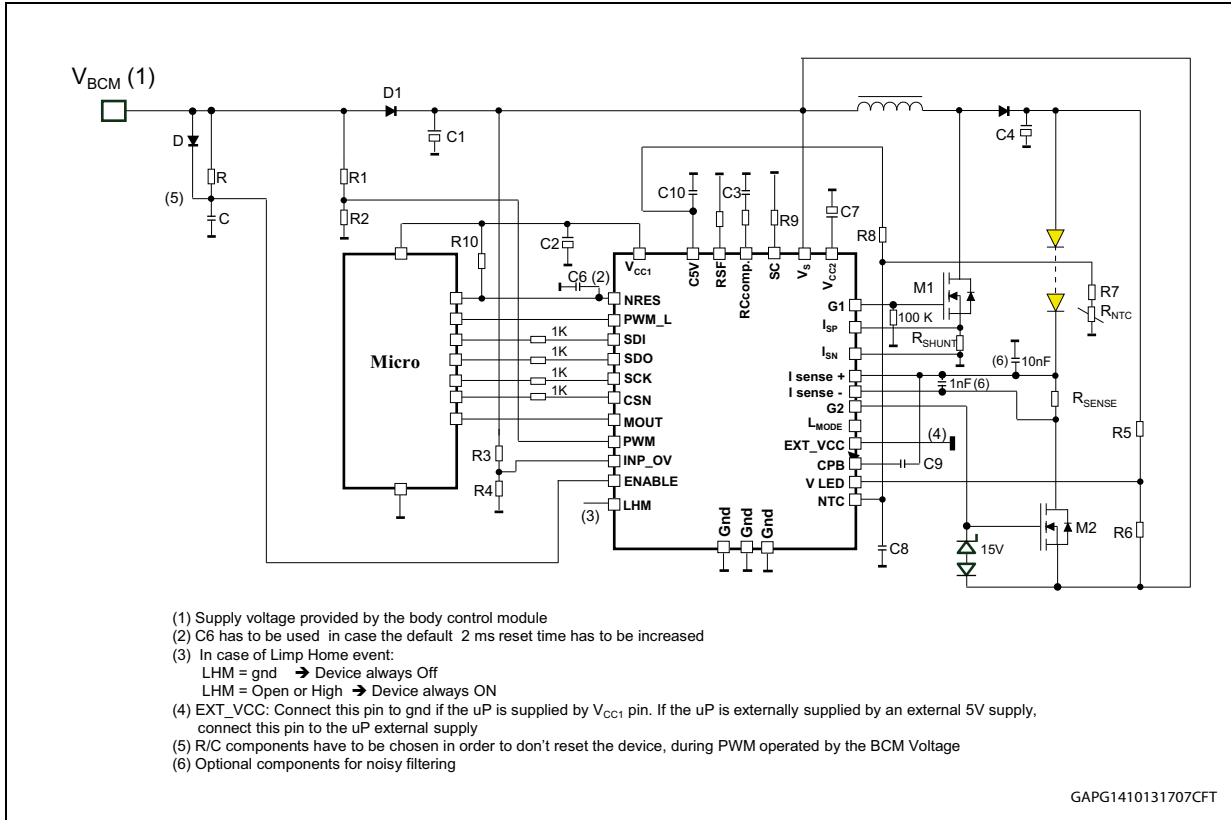 V_BCM (1)
D1
D
C1
C4
R
R1
(5)
C
R2
C10
C3
R9
C7
R8
R10
C2
C6 (2)
V_CC1
C5V
RSF
RCcomp.
SC
V_S
V_CC2
M1
R7
R_NTC
NRES
G1
100 K
PWM_L
I_SP
R_SHUNT
1K
SDI
Micro
1K
SDO
I_SN
(6) 10nF
1K
SCK
I sense +
1nF (6)
1K
CSN
I sense -
R_SENSE
MOUT
G2
L_MODE
R5
PWM
EXT_VCC
(4)
R3
INP_OV
CPB
C9
R4
ENABLE
V LED
(3)
LHM
NTC
Gnd
Gnd
Gnd
C8
15V
M2
R6
(1) Supply voltage provided by the body control module
(2) C6 has to be used in case the default 2 ms reset time has to be increased
(3) In case of Limp Home event:
LHM = gnd ➔ Device always Off
LHM = Open or High ➔ Device always ON
(4) EXT_VCC: Connect this pin to gnd if the uP is supplied by V_CC1 pin. If the uP is externally supplied by an external 5V supply,
connect this pin to the uP external supply
(5) R/C components have to be chosen in order to don't reset the device, during PWM operated by the BCM Voltage
(6) Optional components for noisy filtering
GAPG1410131707CFT